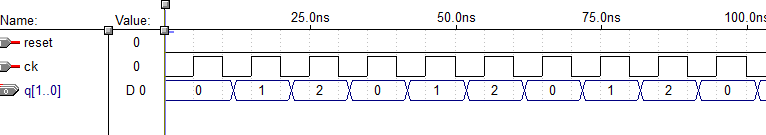 Name: Value: 25.0ns 50.0ns 75.0ns 100.0ns
reset 0
ck 0
q[1..0] D 0 0 1 2 0 1 2 0 1 2 0